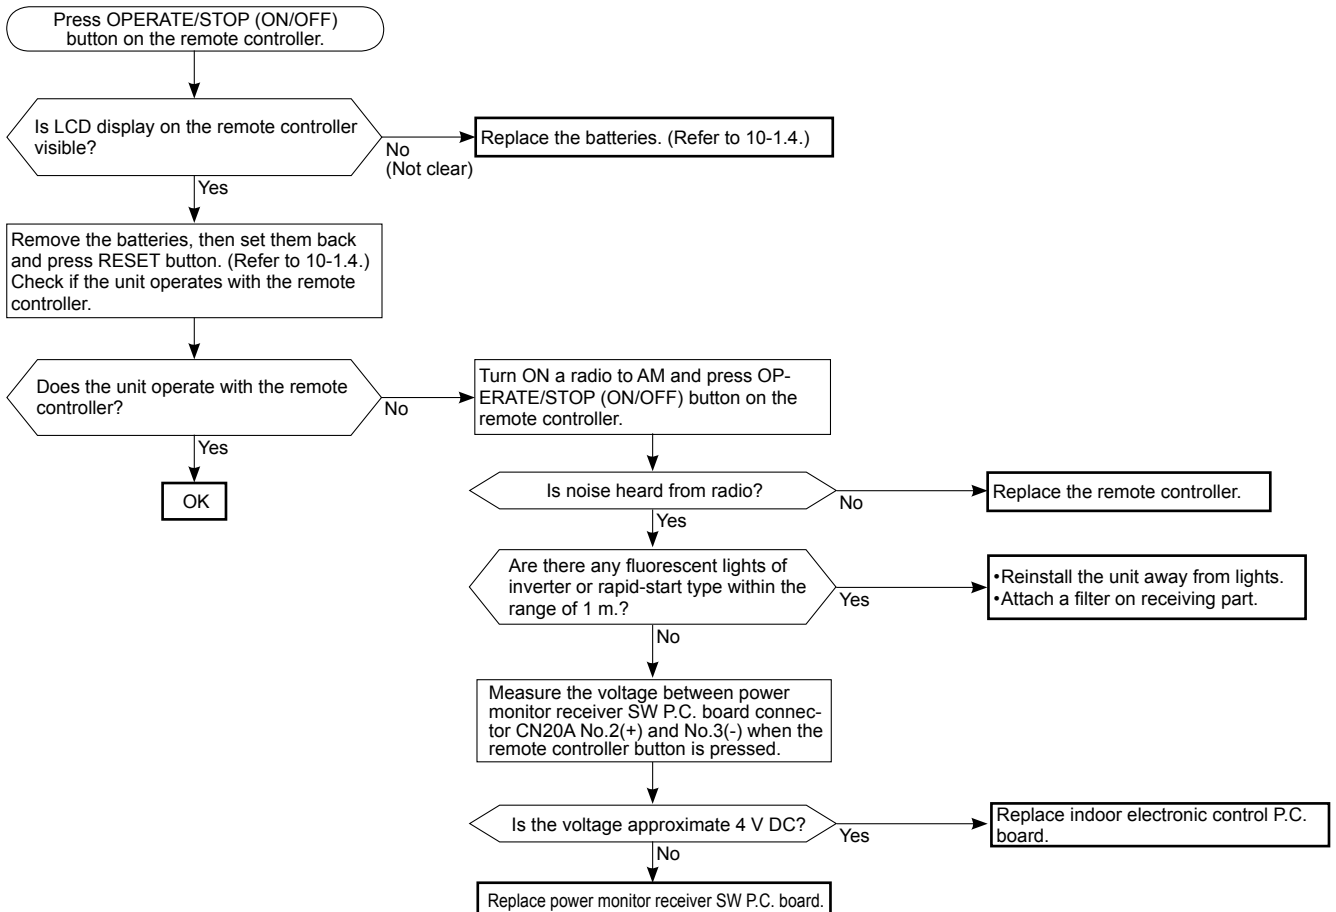 Press OPERATE/STOP (ON/OFF)
button on the remote controller.
Is LCD display on the remote controller
visible?
No
(Not clear)
Replace the batteries. (Refer to 10-1.4.)
Yes
Remove the batteries, then set them back
and press RESET button. (Refer to 10-1.4.)
Check if the unit operates with the remote
controller.
Does the unit operate with the remote
controller?
No
Turn ON a radio to AM and press OP-
ERATE/STOP (ON/OFF) button on the
remote controller.
Yes
OK
Is noise heard from radio?
No
Replace the remote controller.
Yes
Are there any fluorescent lights of
inverter or rapid-start type within the
range of 1 m.?
Yes
•Reinstall the unit away from lights.
•Attach a filter on receiving part.
No
Measure the voltage between power
monitor receiver SW P.C. board connec-
tor CN20A No.2(+) and No.3(-) when the
remote controller button is pressed.
Is the voltage approximate 4 V DC?
Yes
Replace indoor electronic control P.C.
board.
No
Replace power monitor receiver SW P.C. board.